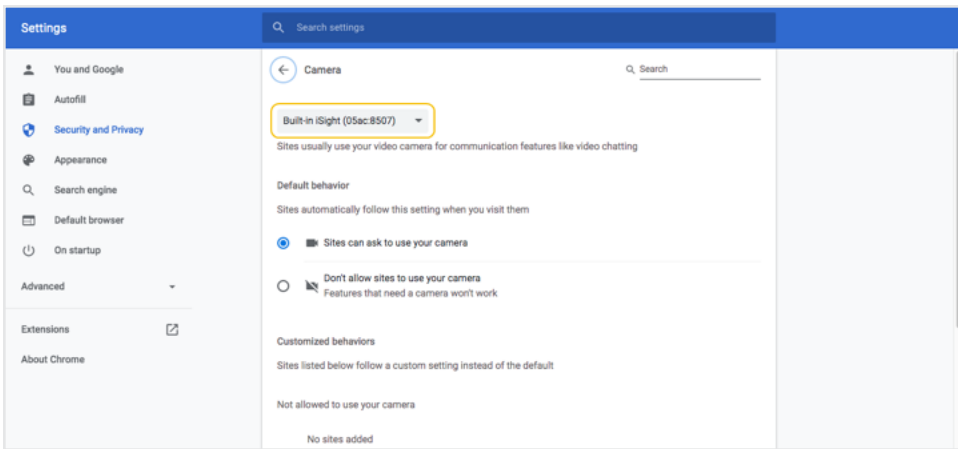 Settings
Search settings
You and Google
Autofill
Security and Privacy
Appearance
Search engine
Default browser
On startup
Advanced
Extensions
About Chrome
Camera
Search
Built-in iSight (05ac:8507)
Sites usually use your video camera for communication features like video chatting
Default behavior
Sites automatically follow this setting when you visit them
Sites can ask to use your camera
Don't allow sites to use your camera
Features that need a camera won't work
Customized behaviors
Sites listed below follow a custom setting instead of the default
Not allowed to use your camera
No sites added